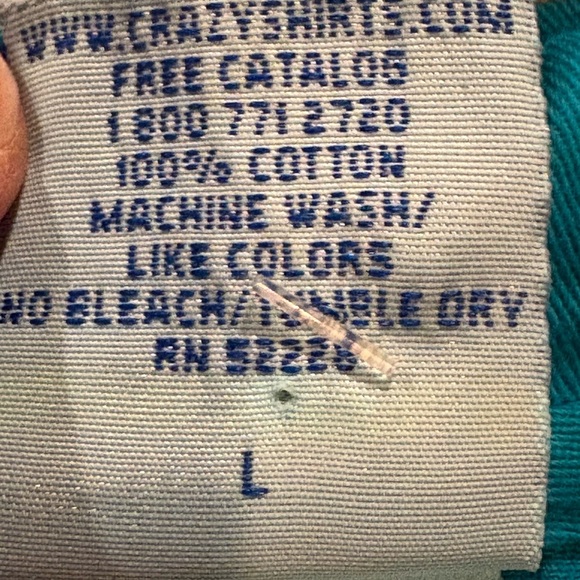 WWW.CRAZYSHIRTS.COM
FREE CATALOG
1 800 771 2720
100% COTTON
MACHINE WASH/
LIKE COLORS
NO BLEACH/TUMBLE DRY
RN
L